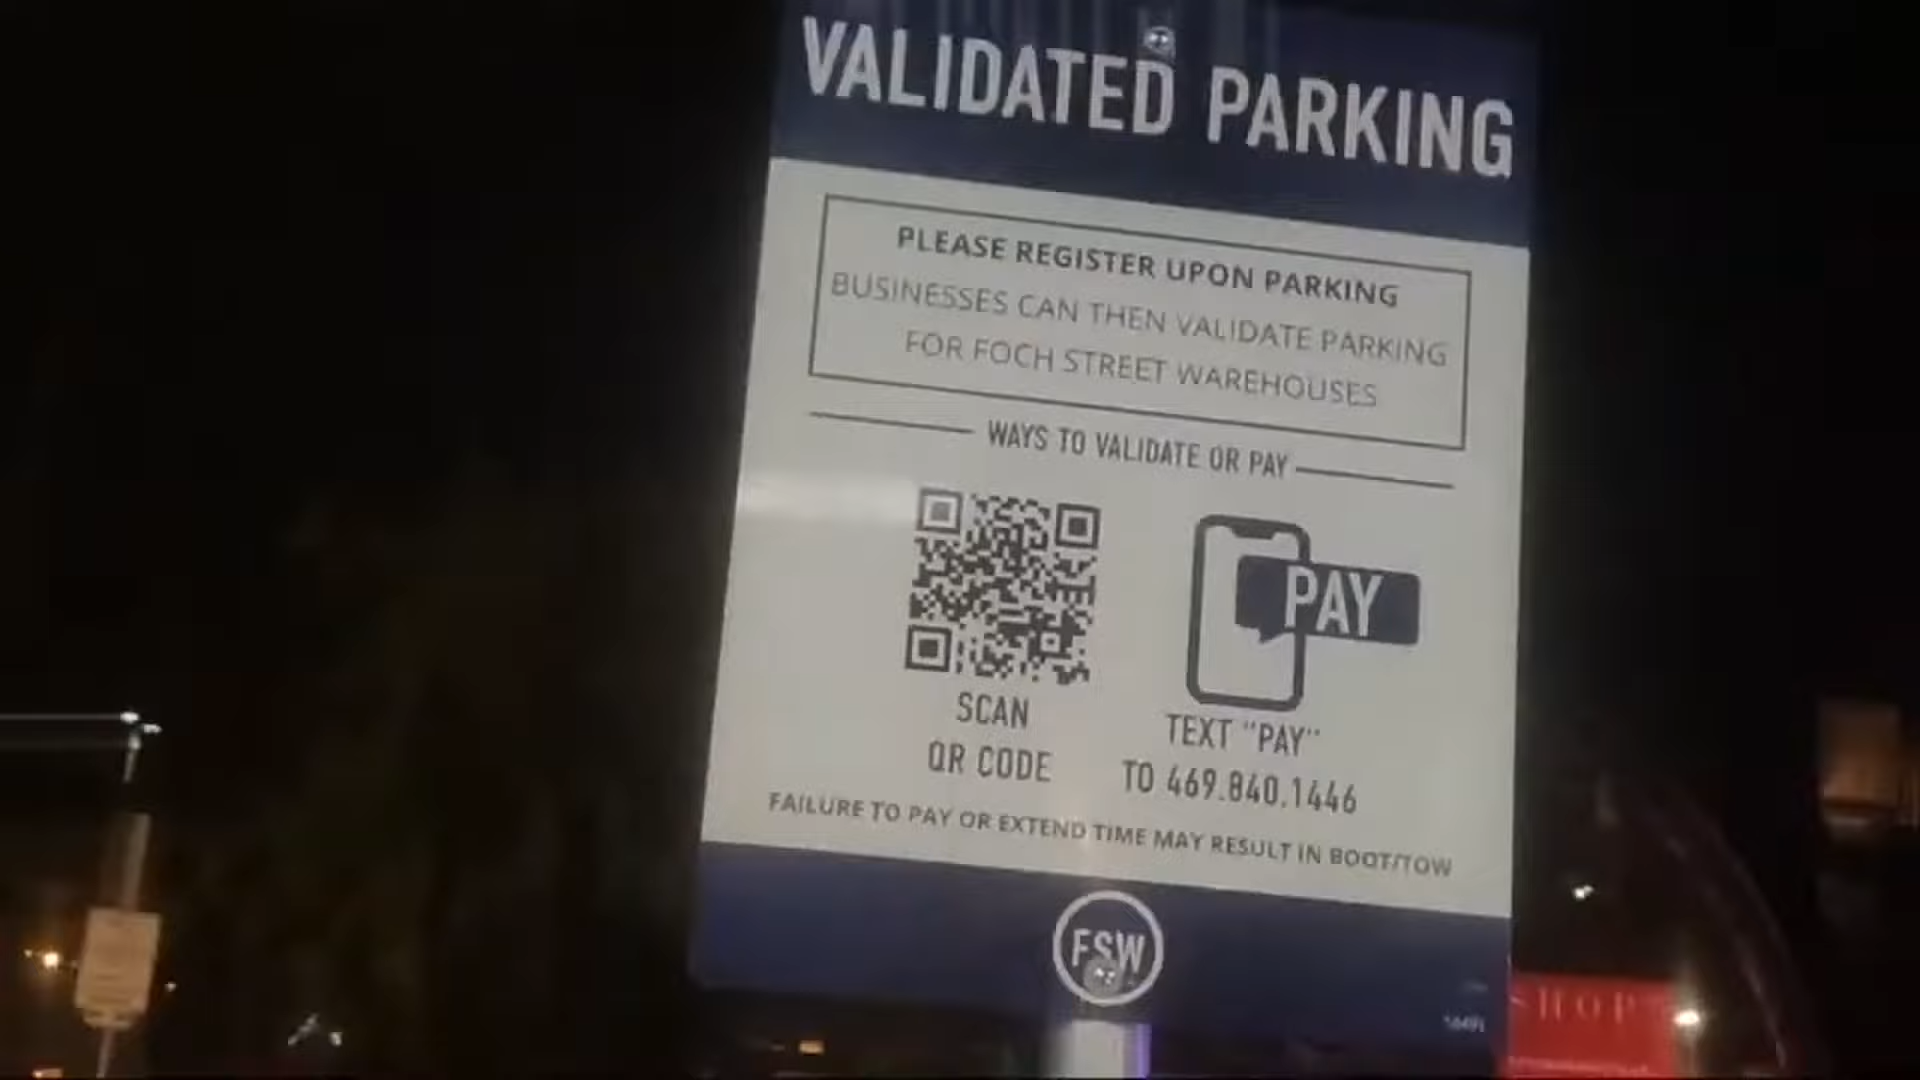 VALIDATED PARKING
PLEASE REGISTER UPON PARKING
BUSINESSES CAN THEN VALIDATE PARKING
FOR FOCH STREET WAREHOUSES
WAYS TO VALIDATE OR PAY
PAY
SCAN
QR CODE
TEXT "PAY"
TO 469.840.1446
FAILURE TO PAY OR EXTEND TIME MAY RESULT IN BOOT/TOW
FSW
SHOP